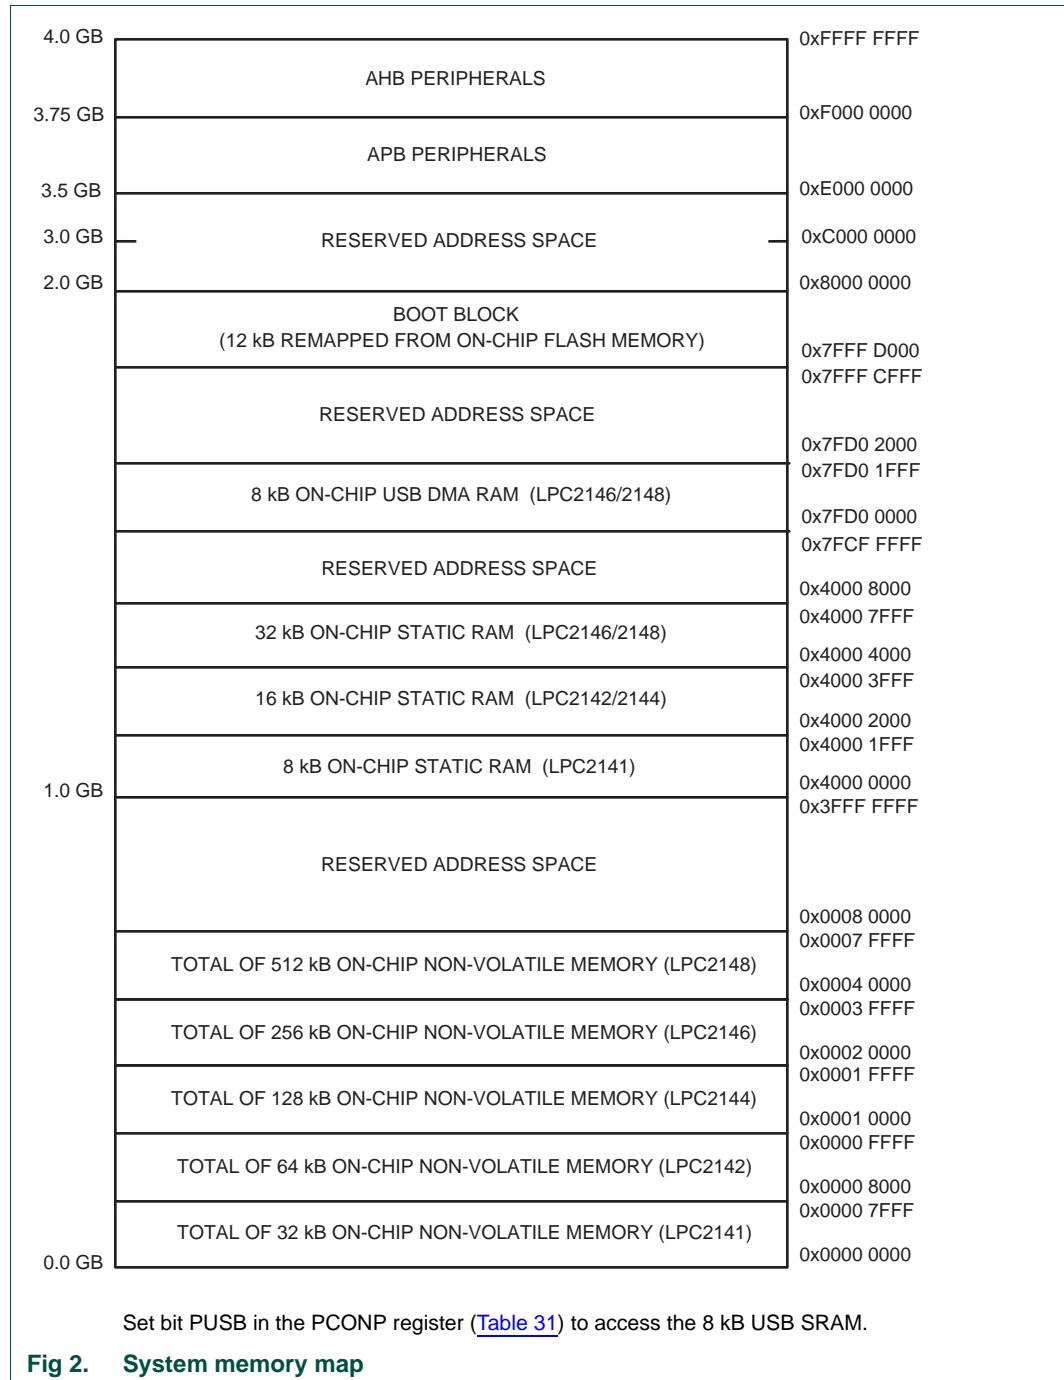 4.0 GB 0xFFFF FFFF
AHB PERIPHERALS
3.75 GB 0xF000 0000
APB PERIPHERALS
3.5 GB 0xE000 0000
3.0 GB RESERVED ADDRESS SPACE 0xC000 0000
2.0 GB 0x8000 0000
BOOT BLOCK
(12 kB REMAPPED FROM ON-CHIP FLASH MEMORY)
0x7FFF D000
0x7FFF CFFF
RESERVED ADDRESS SPACE
0x7FD0 2000
0x7FD0 1FFF
8 kB ON-CHIP USB DMA RAM (LPC2146/2148)
0x7FD0 0000
0x7FCF FFFF
RESERVED ADDRESS SPACE
0x4000 8000
0x4000 7FFF
32 kB ON-CHIP STATIC RAM (LPC2146/2148)
0x4000 4000
0x4000 3FFF
16 kB ON-CHIP STATIC RAM (LPC2142/2144)
0x4000 2000
0x4000 1FFF
8 kB ON-CHIP STATIC RAM (LPC2141)
1.0 GB 0x4000 0000
0x3FFF FFFF
RESERVED ADDRESS SPACE
0x0008 0000
0x0007 FFFF
TOTAL OF 512 kB ON-CHIP NON-VOLATILE MEMORY (LPC2148)
0x0004 0000
0x0003 FFFF
TOTAL OF 256 kB ON-CHIP NON-VOLATILE MEMORY (LPC2146)
0x0002 0000
0x0001 FFFF
TOTAL OF 128 kB ON-CHIP NON-VOLATILE MEMORY (LPC2144)
0x0001 0000
0x0000 FFFF
TOTAL OF 64 kB ON-CHIP NON-VOLATILE MEMORY (LPC2142)
0x0000 8000
0x0000 7FFF
TOTAL OF 32 kB ON-CHIP NON-VOLATILE MEMORY (LPC2141)
0.0 GB 0x0000 0000
Set bit PUSB in the PCONP register (Table 31) to access the 8 kB USB SRAM.
Fig 2. System memory map